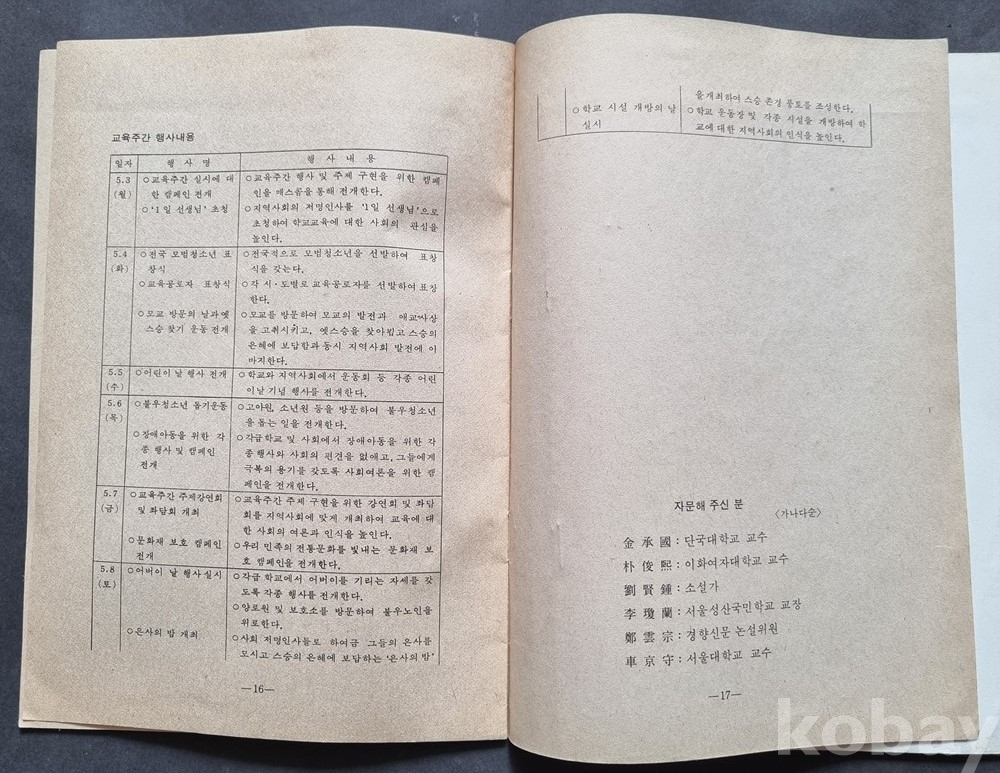 교육주간 행사내용
일자 행사명 행사내용
5.3 ○교육주간 실시에 대 ○교육주간 행사 및 주제 구현을 위한 캠페
(월) 한 캠페인 전개 인을 매스콤을 통해 전개한다.
○'1일 선생님' 초청 ○지역사회의 저명인사를 '1일 선생님'으로
초청하여 학교교육에 대한 사회의 관심을
높인다.
5.4 ○전국 모범청소년 표 ○전국적으로 모범청소년을 선발하여 표창
(화) 창식 식을 갖는다.
○교육공로자 표창식 ○각 시·도별로 교육공로자를 선발하여 표창
한다.
○모교 방문의 날과 옛 ○모교를 방문하여 모교의 발전과 애교사상
스승 찾기 운동 전개 을 고취시키고, 옛스승을 찾아뵙고 스승의
은혜에 보답함과 동시 지역사회 발전에 이
바지한다.
5.5 ○어린이 날 행사 전개 ○학교와 지역사회에서 운동회 등 각종 어린
(수) 이날 기념 행사를 전개한다.
5.6 ○불우청소년 돕기운동 ○고아원, 소년원 등을 방문하여 불우청소년
(목) 을 돕는 일을 전개한다.
○장애아동을 위한 각 ○각급학교 및 사회에서 장애아동을 위한 각
종 행사 및 캠페인 종행사와 사회의 편견을 없애고, 그들에게
전개 극복의 용기를 갖도록 사회여론을 위한 캠
페인을 전개한다.
5.7 ○교육주간 주제강연회 ○교육주간 주제 구현을 위한 강연회 및 좌담
(금) 및 좌담회 개최 회를 지역사회에 맞게 개최하여 교육에 대
한 사회의 여론과 인식을 높인다.
○문화재 보호 캠페인 ○우리 민족의 전통문화를 빛내는 문화재 보
전개 호 캠페인을 전개한다.
5.8 ○어버이 날 행사 실시 ○각급 학교에서 어버이를 기리는 자세를 갖
(토) 도록 각종 행사를 전개한다.
○양로원 및 보호소를 방문하여 불우노인을
위로한다.
○은사의 밤 개최 ○사회 저명인사들로 하여금 그들의 은사를
모시고 스승의 은혜에 보답하는 '은사의 밤'
—16—
을 개최하여 스승 존경 풍토를 조성한다.
○학교 시설 개방의 날 ○학교 운동장 및 각종 시설을 개방하여 학
실시 교에 대한 지역사회의 인식을 높인다.
자문해 주신 분
〈가나다순〉
金承國 : 단국대학교 교수
朴俊熙 : 이화여자대학교 교수
劉賢鍾 : 소설가
李瓊蘭 : 서울성산국민학교 교장
鄭雲宗 : 경향신문 논설위원
車京守 : 서울대학교 교수
—17—
kobay